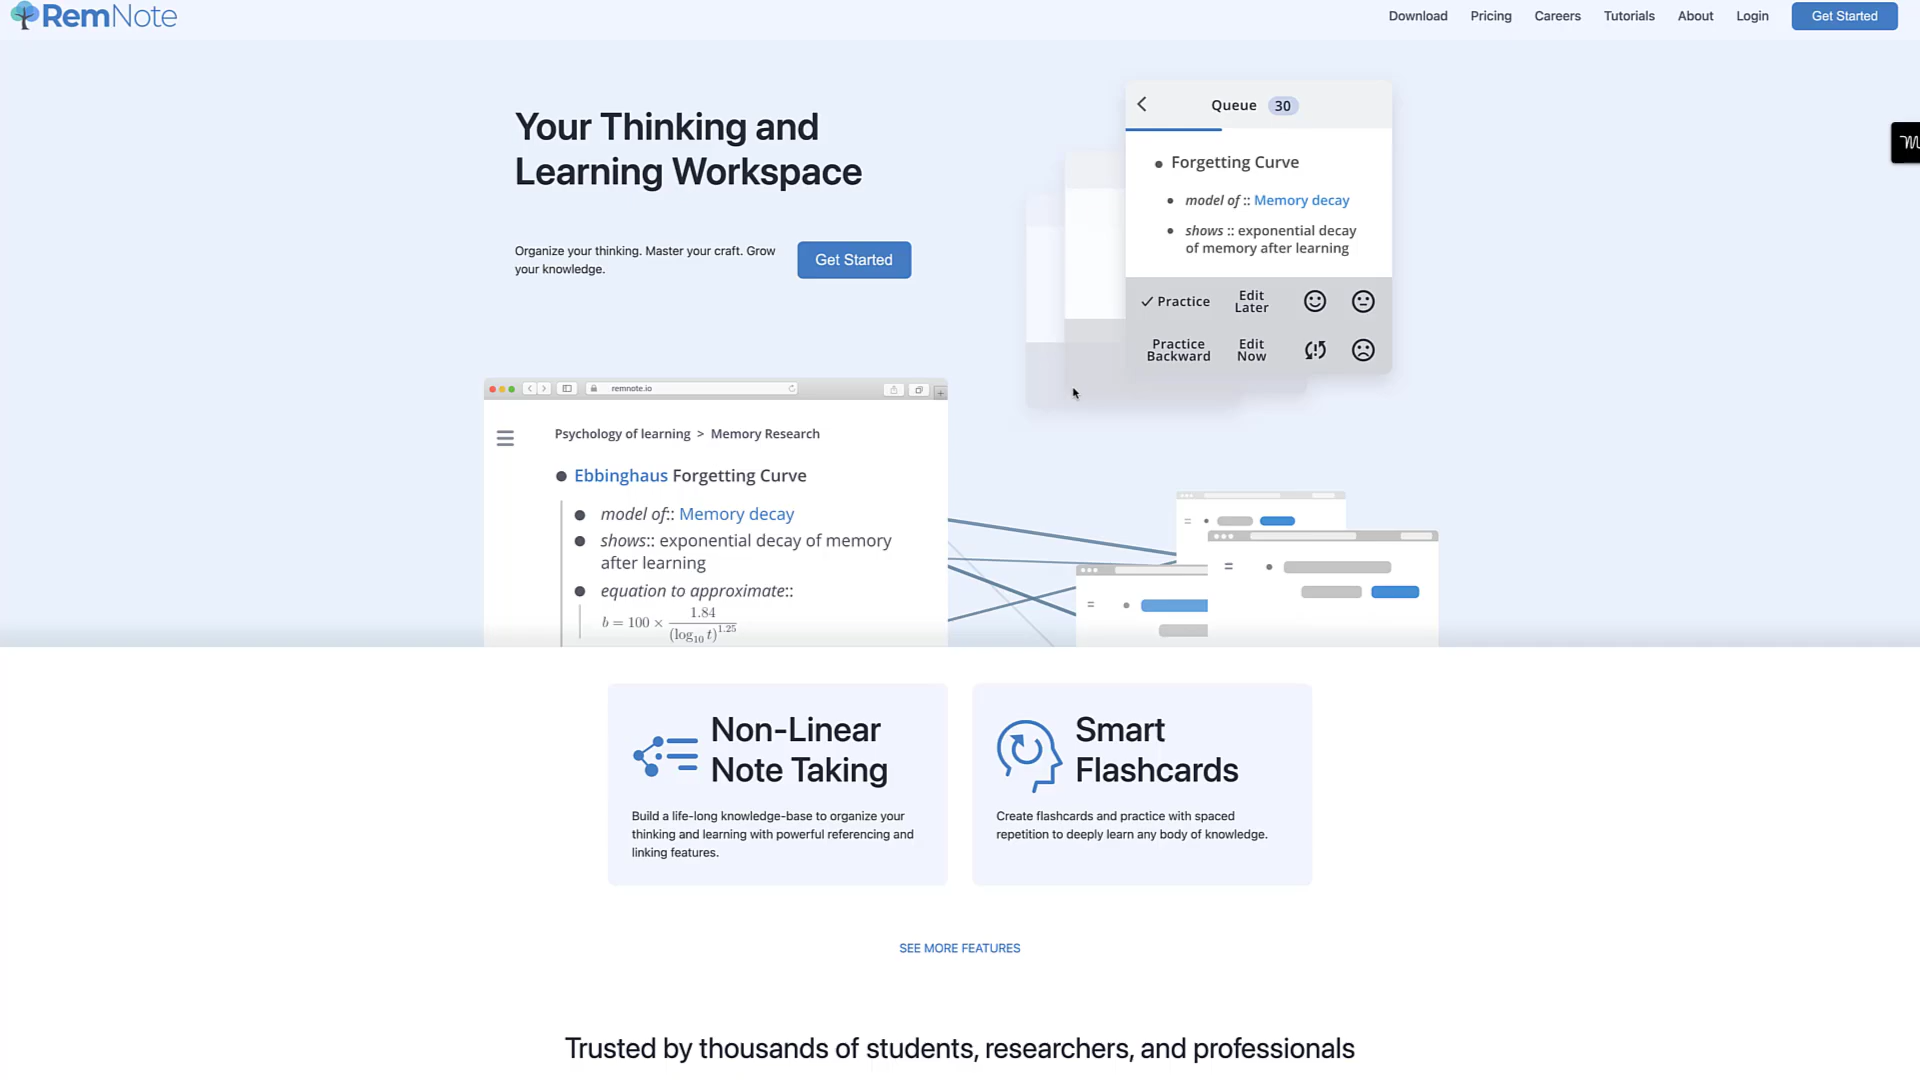 RemNote
Download Pricing Careers Tutorials About Login Get Started
Your Thinking and
Learning Workspace
Organize your thinking. Master your craft. Grow
your knowledge.
Get Started
Queue 30
Forgetting Curve
model of :: Memory decay
shows :: exponential decay
of memory after learning
✓ Practice
Edit
Later
Practice
Backward
Edit
Now
remnote.io
Psychology of learning > Memory Research
Ebbinghaus Forgetting Curve
model of:: Memory decay
shows:: exponential decay of memory
after learning
equation to approximate::
b = 100 × 1.84 / (log₁₀ t)^1.25
Non-Linear
Note Taking
Build a life-long knowledge-base to organize your
thinking and learning with powerful referencing and
linking features.
Smart
Flashcards
Create flashcards and practice with spaced
repetition to deeply learn any body of knowledge.
SEE MORE FEATURES
Trusted by thousands of students, researchers, and professionals